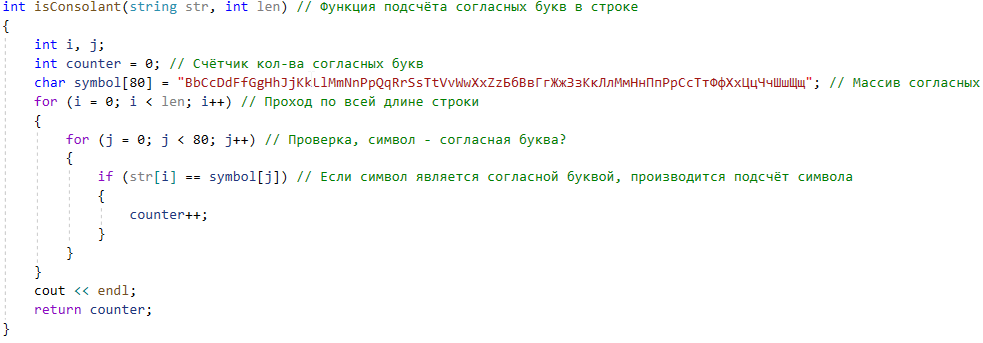 int isConsolant(string str, int len) // Функция подсчёта согласных букв в строке
{
    int i, j;
    int counter = 0; // Счётчик кол-ва согласных букв
    char symbol[80] = "BbCcDdFfGgHhJjKkLlMmNnPpQqRrSsTtVvWwXxZzБбВвГгЖжЗзКкЛлМмНнПпРрСсТтФфХхЦцЧчШшЩщ"; // Массив согласных
    for (i = 0; i < len; i++) // Проход по всей длине строки
    {
        for (j = 0; j < 80; j++) // Проверка, символ - согласная буква?
        {
            if (str[i] == symbol[j]) // Если символ является согласной буквой, производится подсчёт символа
            {
                counter++;
            }
        }
    }
    cout << endl;
    return counter;
}